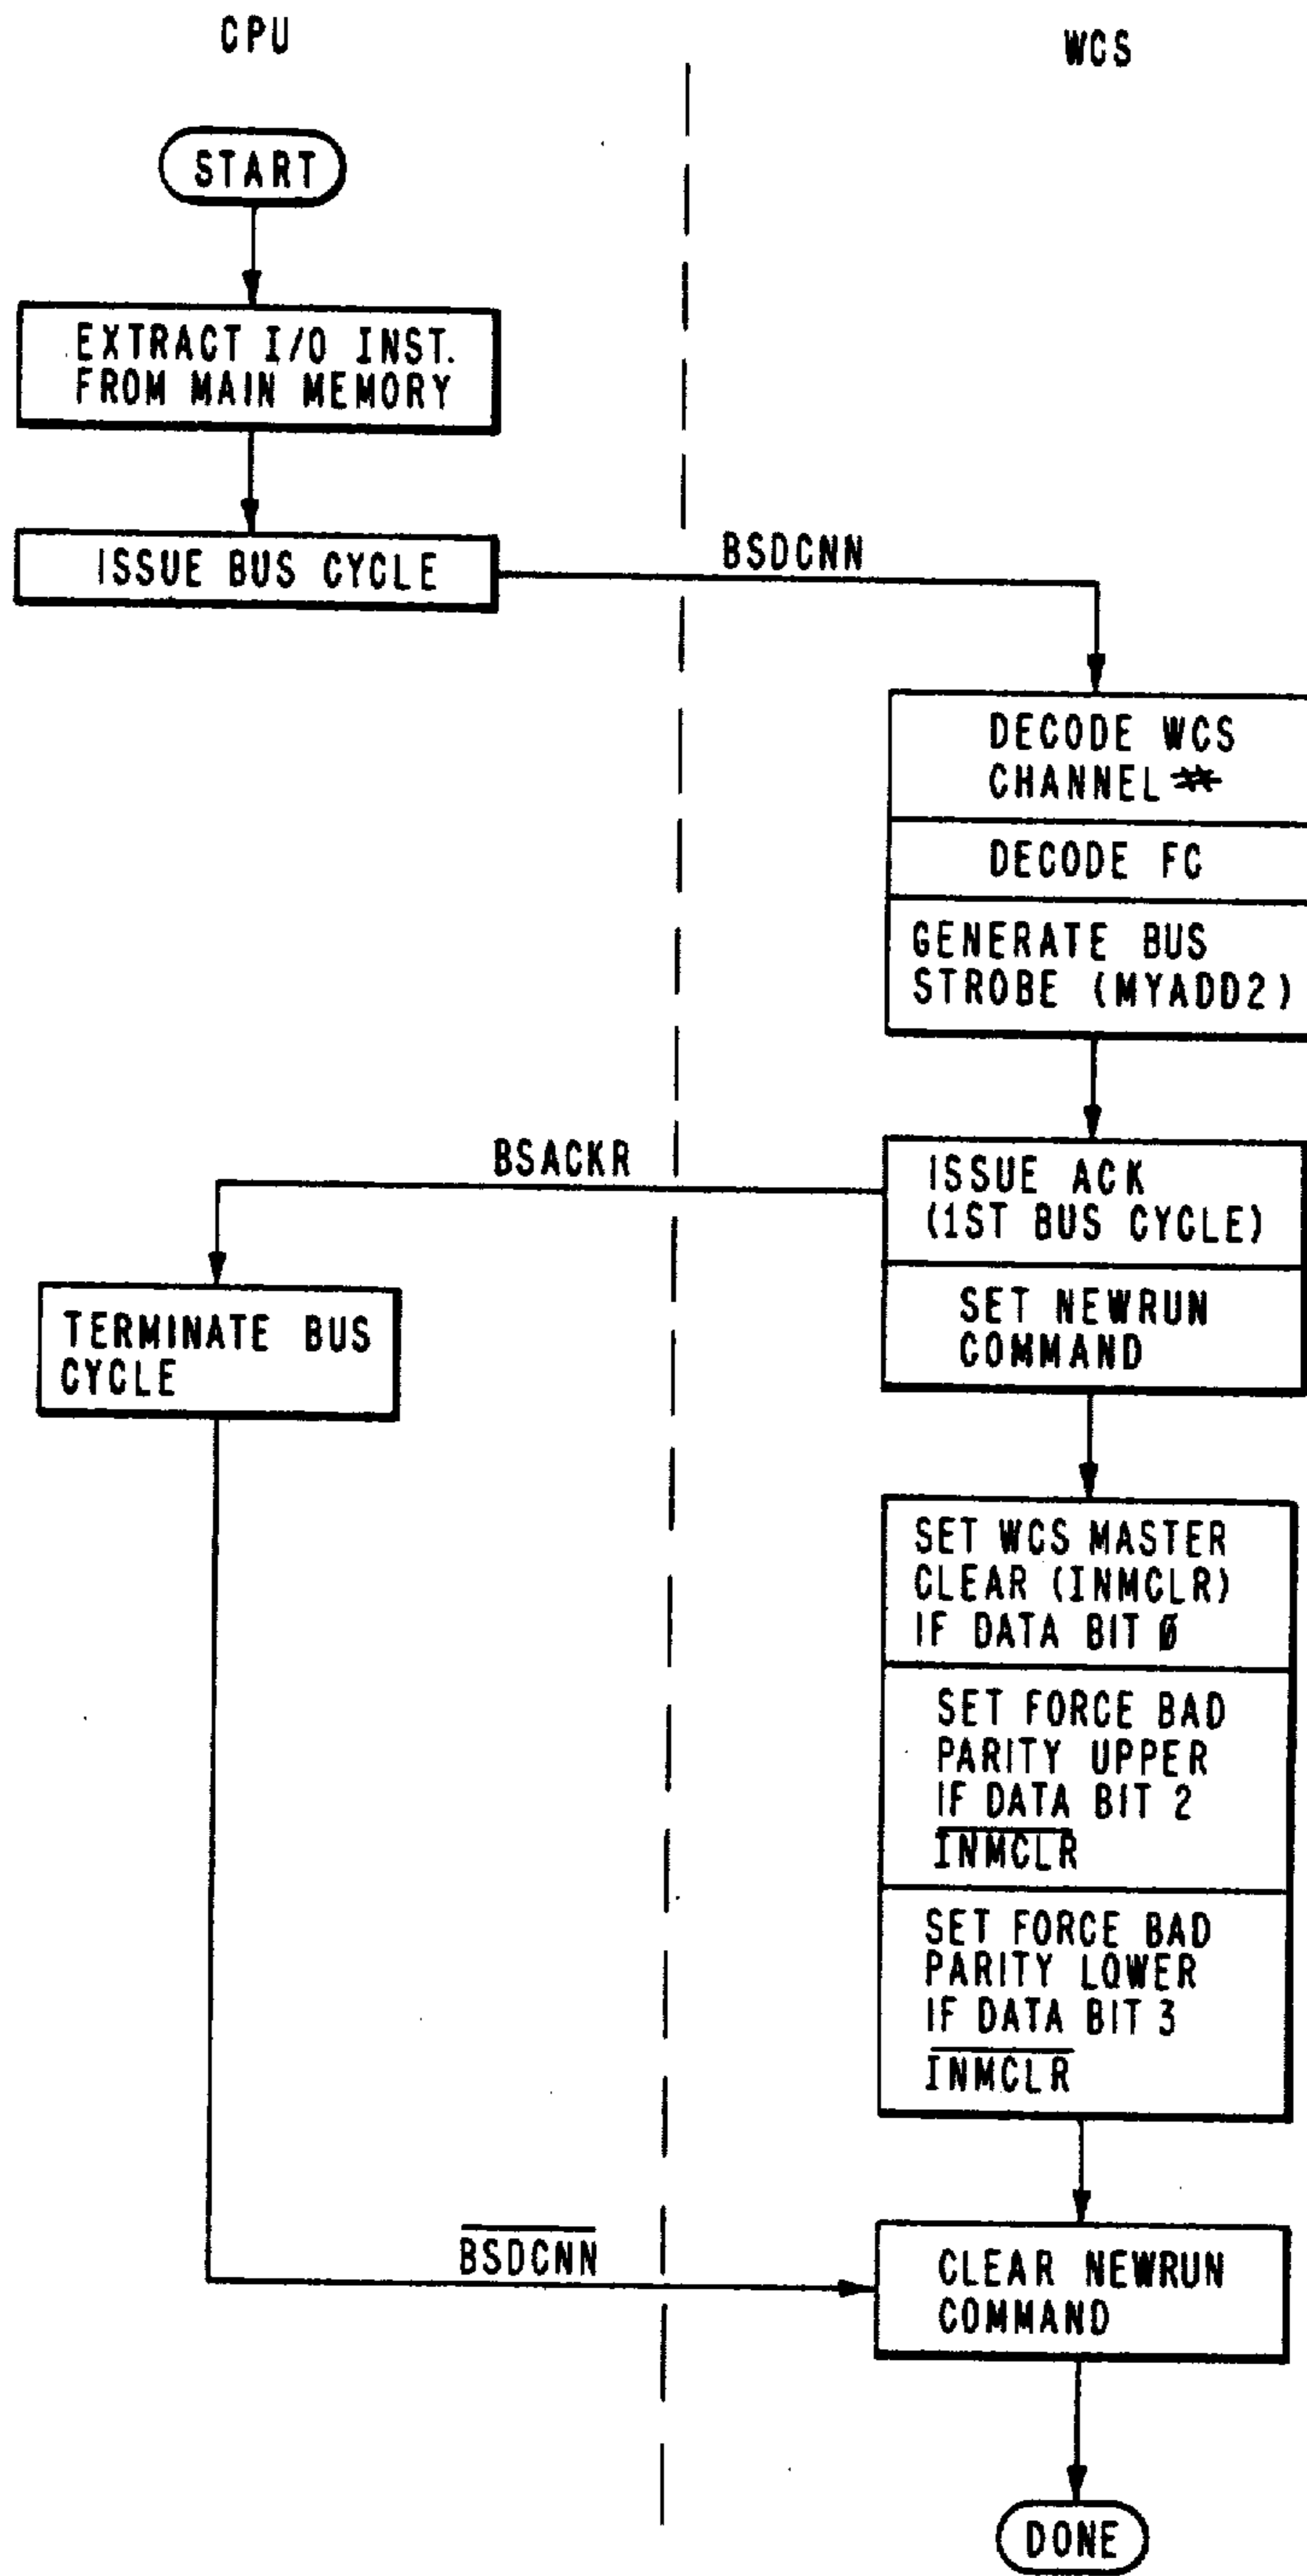 CPU
WCS
START
EXTRACT I/O INST.
FROM MAIN MEMORY
ISSUE BUS CYCLE
BSDCNN
DECODE WCS
CHANNEL #
DECODE FC
GENERATE BUS
STROBE (MYADD2)
BSACKR
ISSUE ACK
(1ST BUS CYCLE)
SET NEWRUN
COMMAND
TERMINATE BUS
CYCLE
SET WCS MASTER
CLEAR (INMCLR)
IF DATA BIT Ø
SET FORCE BAD
PARITY UPPER
IF DATA BIT 2
I̅N̅M̅C̅L̅R̅
SET FORCE BAD
PARITY LOWER
IF DATA BIT 3
I̅N̅M̅C̅L̅R̅
B̅S̅D̅C̅N̅N̅
CLEAR NEWRUN
COMMAND
DONE